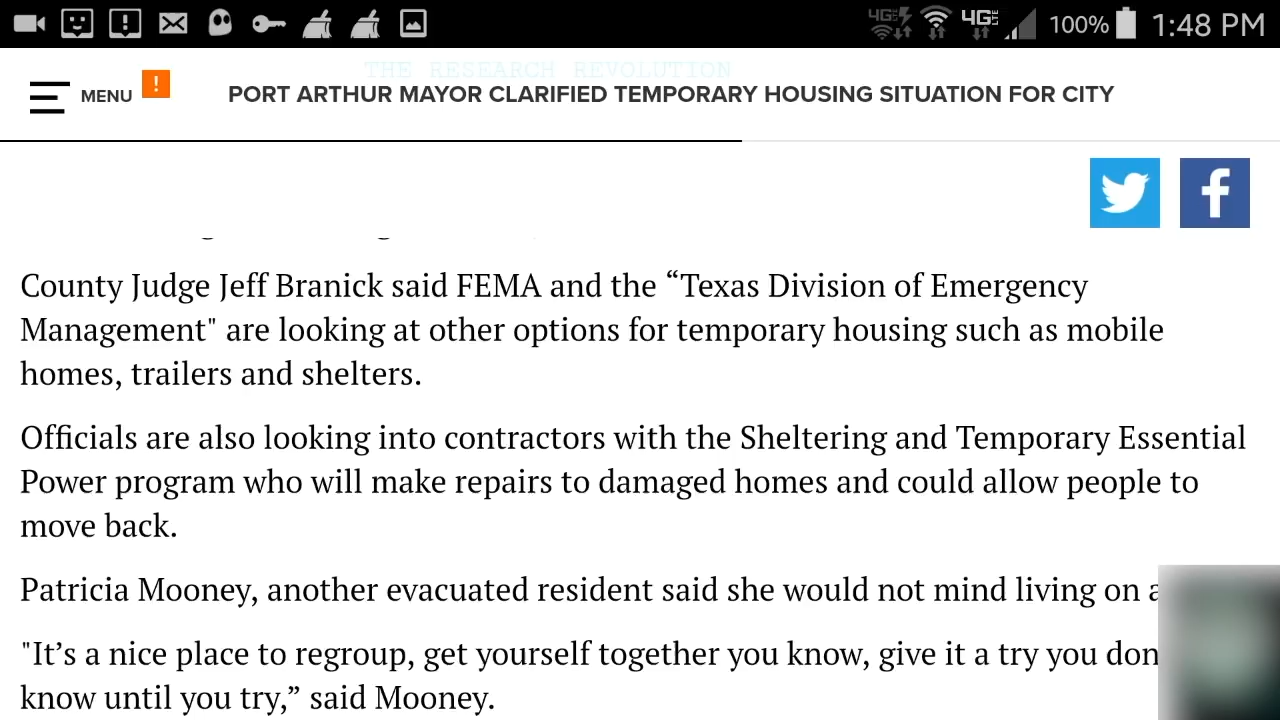 4G LTE 4G LTE 100% 1:48 PM
THE RESEARCH REVOLUTION
MENU ! PORT ARTHUR MAYOR CLARIFIED TEMPORARY HOUSING SITUATION FOR CITY
County Judge Jeff Branick said FEMA and the “Texas Division of Emergency
Management" are looking at other options for temporary housing such as mobile
homes, trailers and shelters.
Officials are also looking into contractors with the Sheltering and Temporary Essential
Power program who will make repairs to damaged homes and could allow people to
move back.
Patricia Mooney, another evacuated resident said she would not mind living on a
"It’s a nice place to regroup, get yourself together you know, give it a try you don
know until you try,” said Mooney.